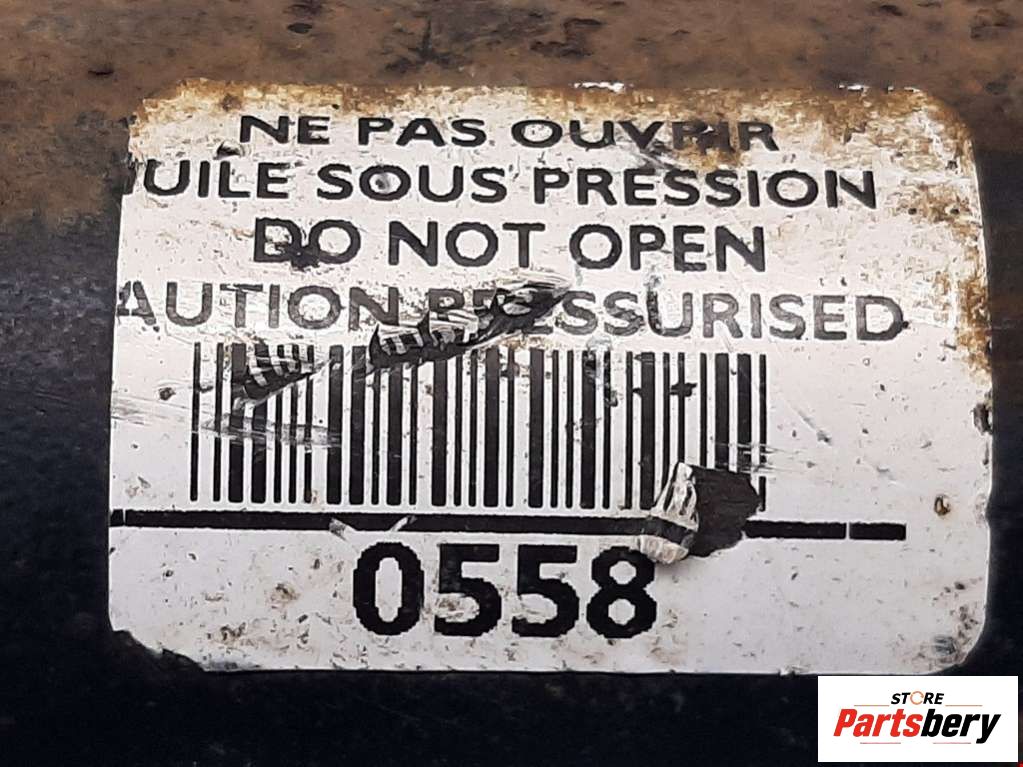 NE PAS OUVRIR
UILE SOUS PRESSION
DO NOT OPEN
AUTION PRESSURISED
0558
STORE
Partsbery